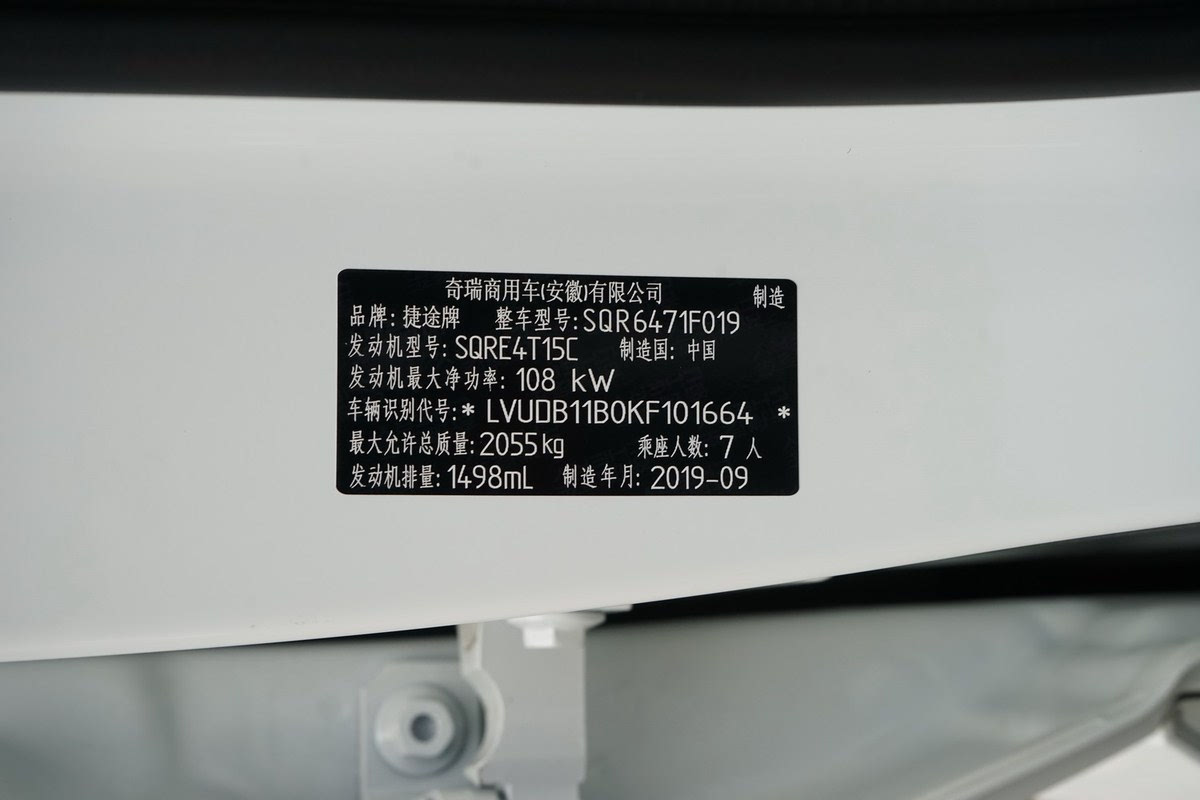 奇瑞商用车(安徽)有限公司 制造
品牌: 捷途牌 整车型号: SQR6471F019
发动机型号: SQRE4T15C 制造国: 中国
发动机最大净功率: 108 kW
车辆识别代号: * LVUDB11B0KF101664 *
最大允许总质量: 2055kg 乘座人数: 7 人
发动机排量: 1498mL 制造年月: 2019-09